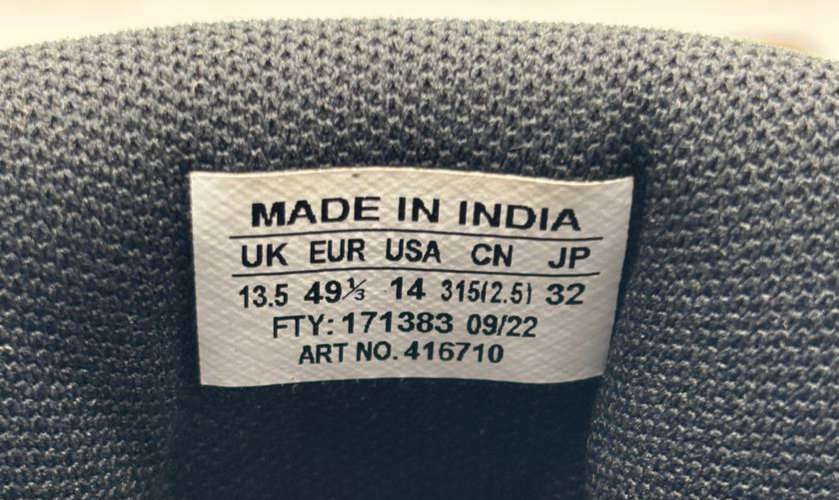 MADE IN INDIA
UK EUR USA CN JP
13.5 49⅓ 14 315(2.5) 32
FTY: 171383 09/22
ART NO. 416710